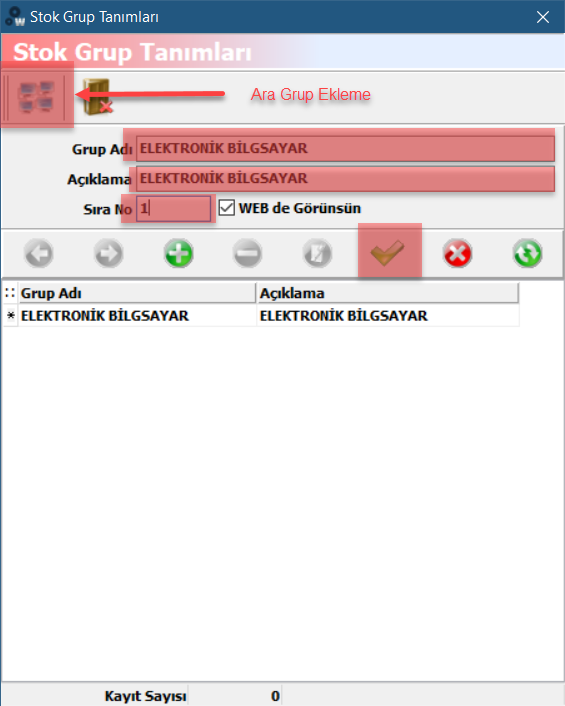 Stok Grup Tanımları
Stok Grup Tanımları
Ara Grup Ekleme
Grup Adı ELEKTRONİK BİLGSAYAR
Açıklama ELEKTRONİK BİLGSAYAR
Sıra No 1 WEB de Görünsün
Grup Adı Açıklama
* ELEKTRONİK BİLGSAYAR ELEKTRONİK BİLGSAYAR
Kayıt Sayısı 0